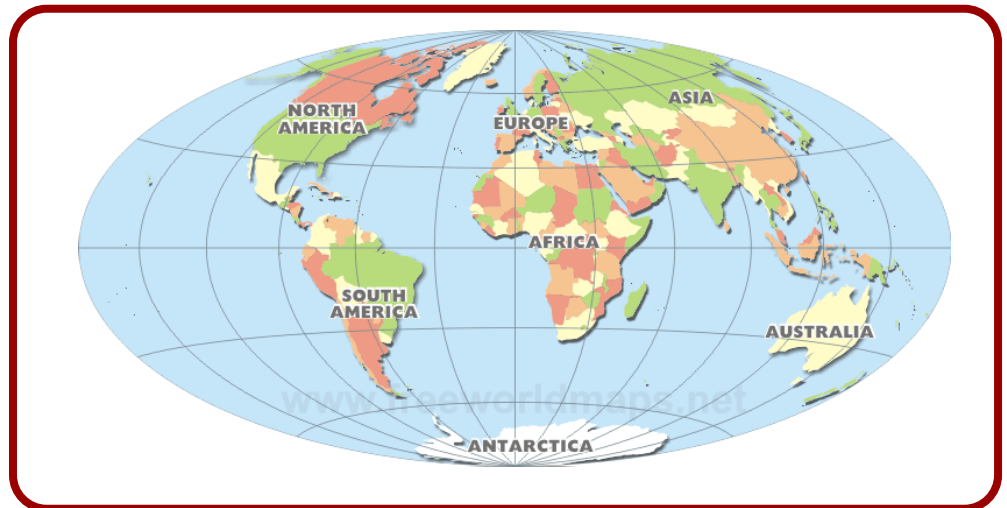 ASIA
NORTH
AMERICA
EUROPE
AFRICA
SOUTH
AMERICA
AUSTRALIA
www.freeworldmaps.net
ANTARCTICA